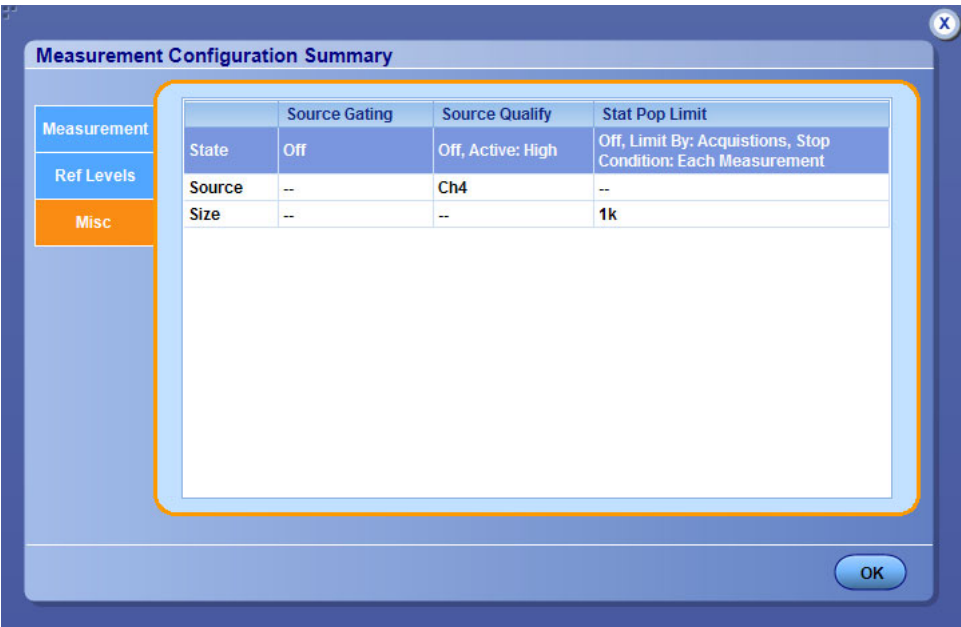 X
Measurement Configuration Summary
Measurement
Ref Levels
Misc
Source Gating Source Qualify Stat Pop Limit
State Off Off, Active: High Off, Limit By: Acquistions, Stop
Condition: Each Measurement
Source -- Ch4 --
Size -- -- 1k
OK